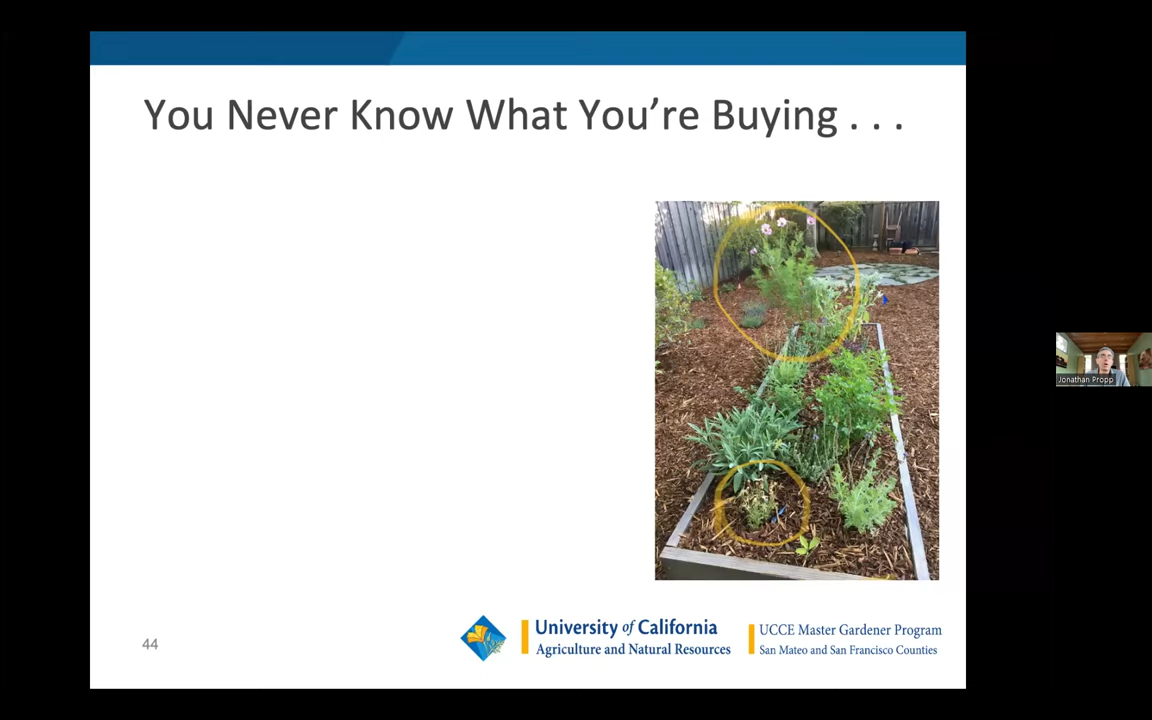 You Never Know What You're Buying . . .
Jonathan Propp
44
University of California
Agriculture and Natural Resources
UCCE Master Gardener Program
San Mateo and San Francisco Counties